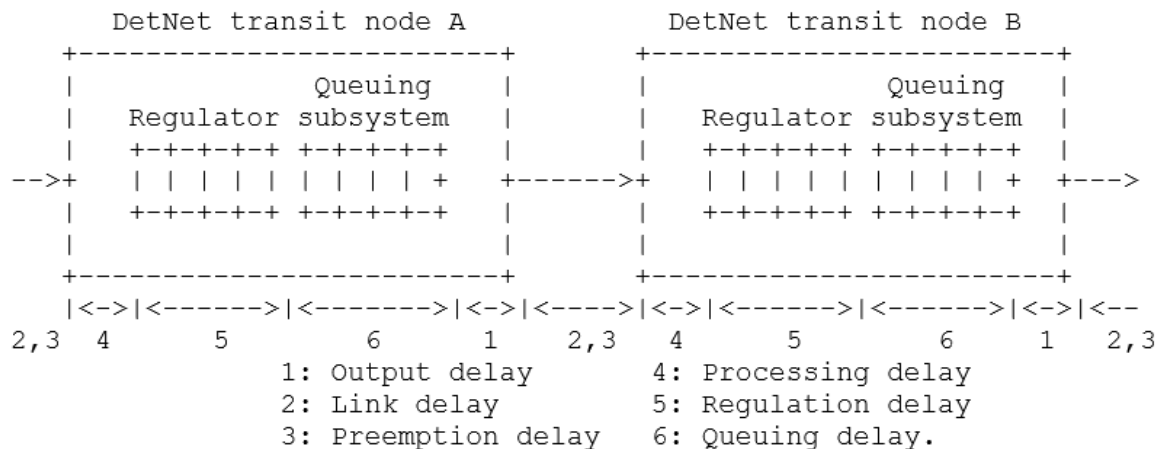 DetNet transit node A            DetNet transit node B
   +--------------------------+       +-------------------------+
   |              Queuing     |       |              Queuing    |
   |   Regulator subsystem    |       |   Regulator subsystem   |
   |   +-+-+-+-+ +-+-+-+-+    |       |   +-+-+-+-+ +-+-+-+-+   |
-->+   | | | | | | | | | +    +------>+   | | | | | | | | | +  +--->
   |   +-+-+-+-+ +-+-+-+-+    |       |   +-+-+-+-+ +-+-+-+-+   |
   |                          |       |                         |
   +--------------------------+       +-------------------------+
   |<->|<------>|<------->|<->|<---->|<->|<------>|<------->|<->|<--
2,3  4      5        6      1    2,3   4      5        6      1   2,3
                1: Output delay       4: Processing delay
                2: Link delay         5: Regulation delay
                3: Preemption delay   6: Queuing delay.